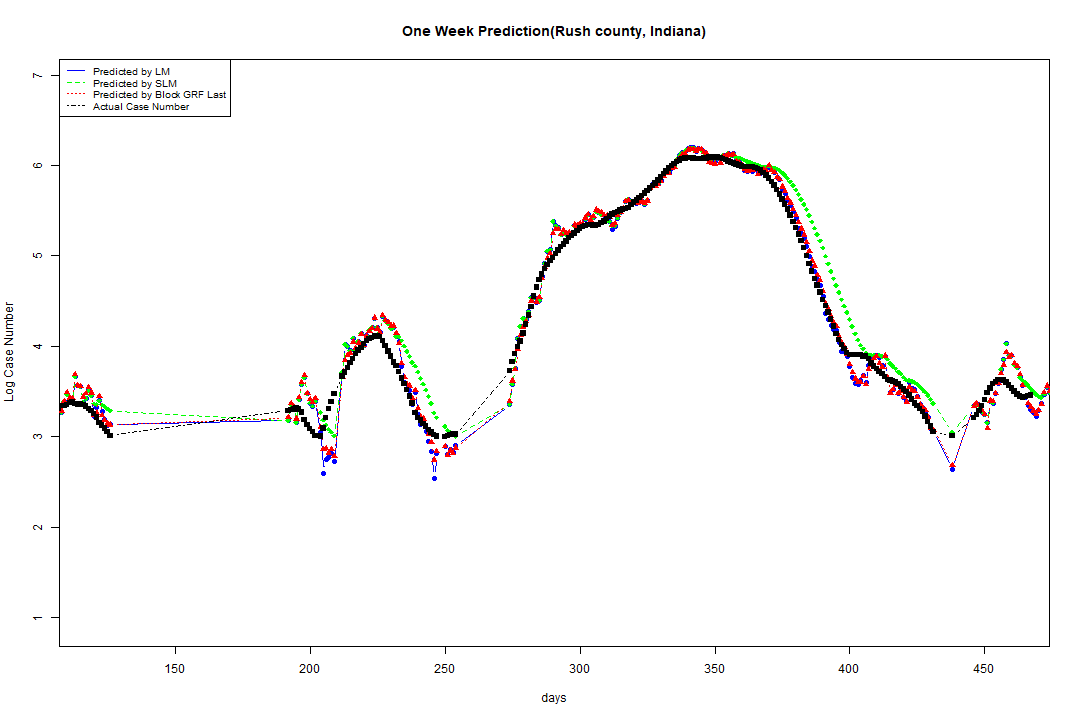 One Week Prediction(Rush county, Indiana)
Predicted by LM
Predicted by SLM
Predicted by Block GRF Last
Actual Case Number
7
6
5
4
3
2
1
Log Case Number
150 200 250 300 350 400 450
days